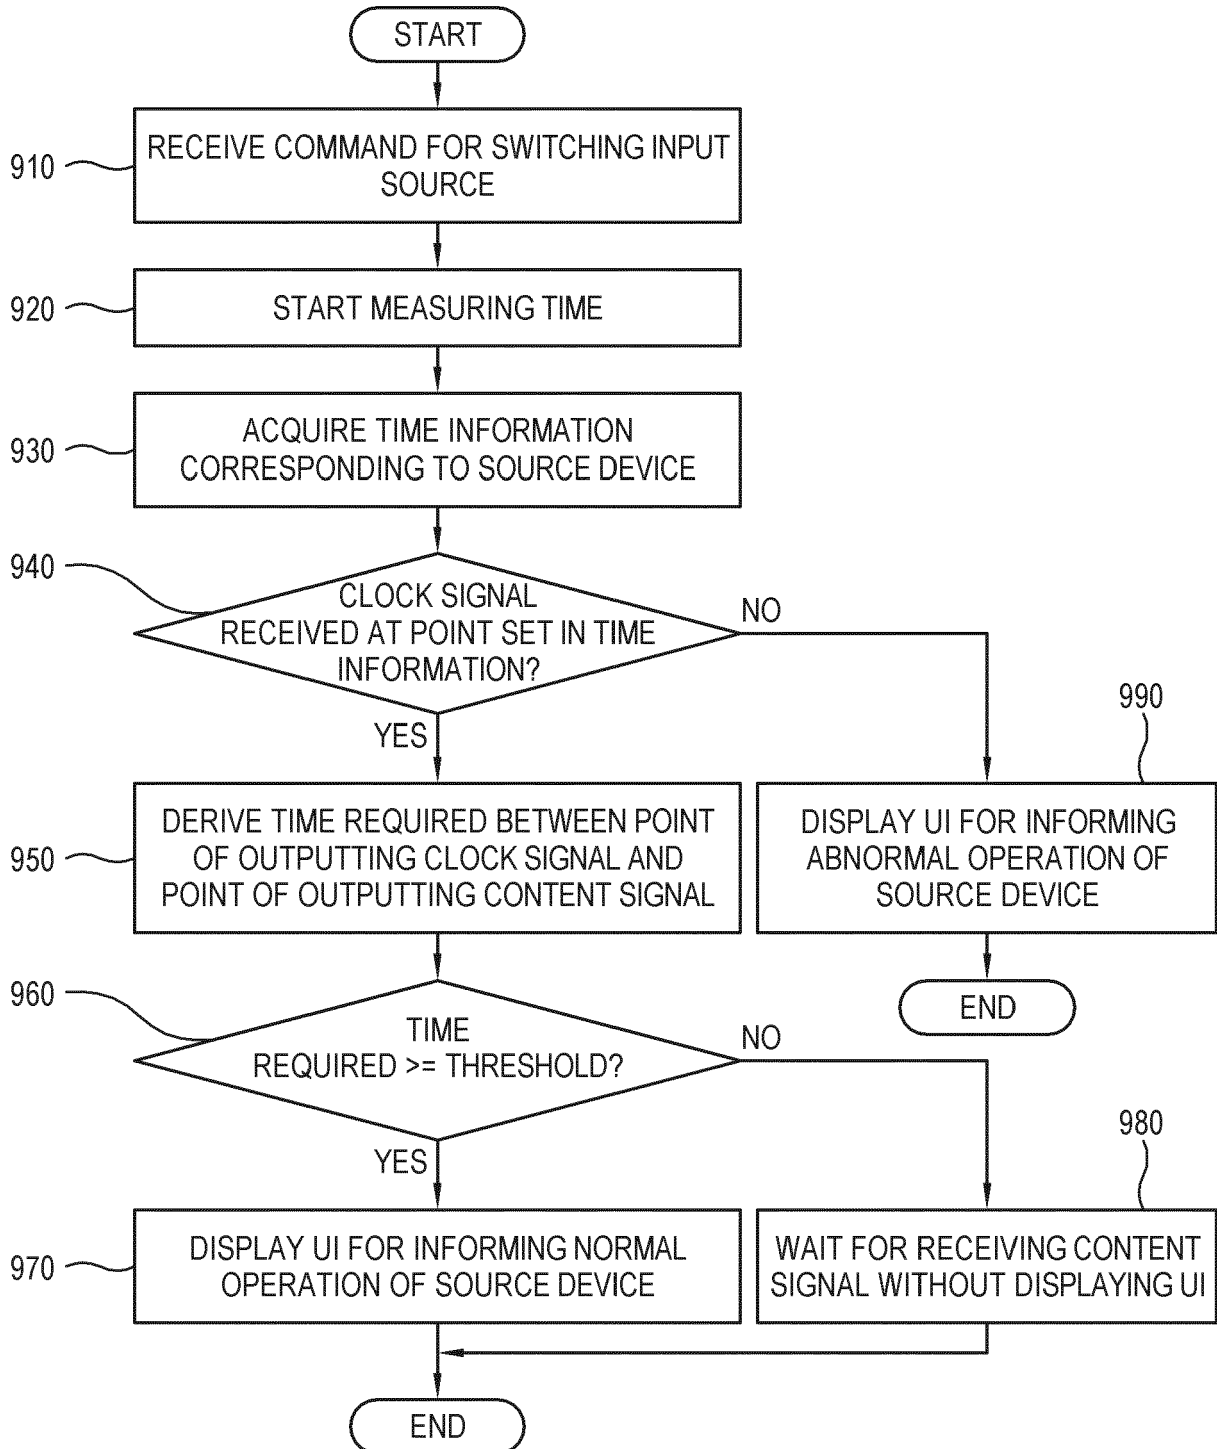 START
910
RECEIVE COMMAND FOR SWITCHING INPUT
SOURCE
920
START MEASURING TIME
930
ACQUIRE TIME INFORMATION
CORRESPONDING TO SOURCE DEVICE
940
CLOCK SIGNAL
RECEIVED AT POINT SET IN TIME
INFORMATION?
NO
YES
990
950
DERIVE TIME REQUIRED BETWEEN POINT
OF OUTPUTTING CLOCK SIGNAL AND
POINT OF OUTPUTTING CONTENT SIGNAL
DISPLAY UI FOR INFORMING
ABNORMAL OPERATION OF
SOURCE DEVICE
END
960
TIME
REQUIRED >= THRESHOLD?
NO
YES
980
970
DISPLAY UI FOR INFORMING NORMAL
OPERATION OF SOURCE DEVICE
WAIT FOR RECEIVING CONTENT
SIGNAL WITHOUT DISPLAYING UI
END